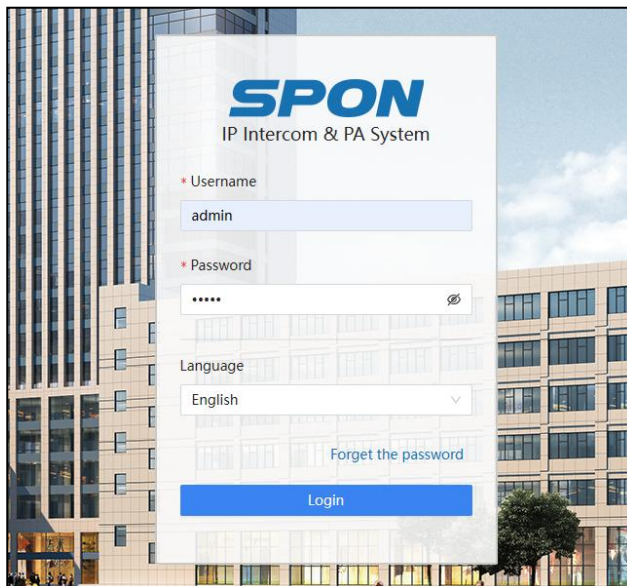 SPON
IP Intercom & PA System
* Username
admin
* Password
•••••
Language
English
Forget the password
Login